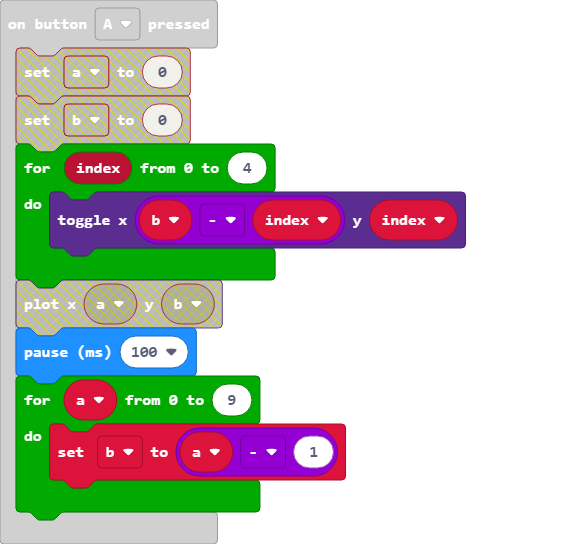 on button A pressed
set a to 0
set b to 0
for index from 0 to 4
do
toggle x b - index y index
plot x a y b
pause (ms) 100
for a from 0 to 9
do
set b to a - 1